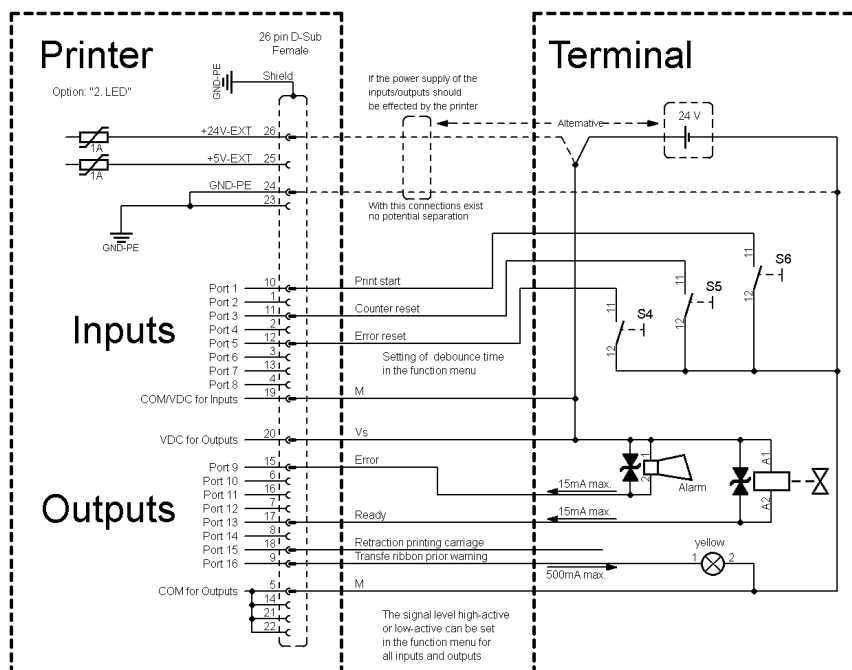 Printer
26 pin D-Sub
Female
Terminal
Shield
GND-PE
Option: "2. LED"
If the power supply of the
inputs/outputs should
be effected by the printer
24 V
Alternative
+24V-EXT 26
1A
+5V-EXT 25
1A
GND-PE 24
23
GND-PE
With this connections exist
no potential separation
Inputs
Port 1 10 Print start
Port 2 1
Port 3 11 Counter reset
Port 4 2
Port 5 12 Error reset
Port 6 3
Port 7 13
Port 8 4
COM/VDC for Inputs 19 M
Setting of debounce time
in the function menu
11 S6 12
11 S5 12
11 S4 12
VDC for Outputs 20 Vs
Outputs
Port 9 15 Error
Port 10 6
Port 11 16
Port 12 7
Port 13 17 Ready
Port 14 8
Port 15 18 Retraction printing carriage
Port 16 9 Transfe ribbon prior warning
COM for Outputs 5 M
14
21
22
15mA max.
1 2 Alarm
A1 A2
15mA max.
yellow
1 2
500mA max.
The signal level high-active
or low-active can be set
in the function menu for
all inputs and outputs